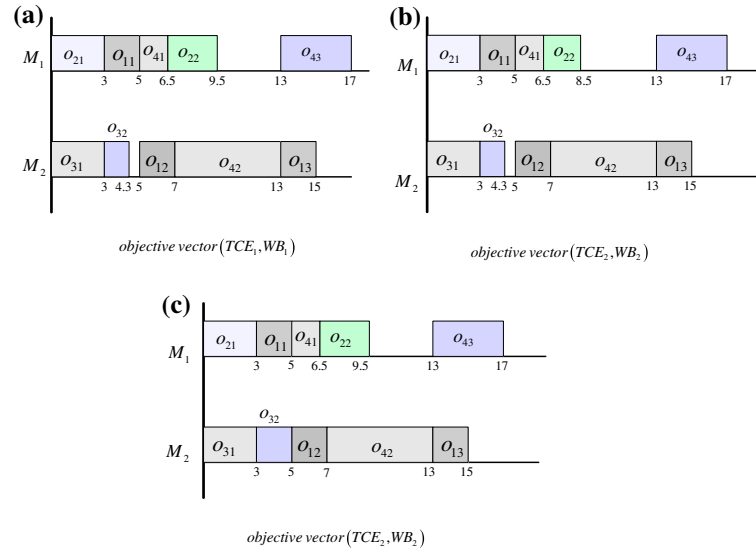 (a)
M1 O21 O11 O41 O22 O43
3 5 6.5 9.5 13 17
O32
M2 O31 O12 O42 O13
3 4.3 5 7 13 15
objective vector(TCE1,WB1)
(b)
M1 O21 O11 O41 O22 O43
3 5 6.5 8.5 13 17
O32
M2 O31 O12 O42 O13
3 4.3 5 7 13 15
objective vector(TCE2,WB2)
(c)
M1 O21 O11 O41 O22 O43
3 5 6.5 9.5 13 17
O32
M2 O31 O12 O42 O13
3 5 7 13 15
objective vector(TCE2,WB2)